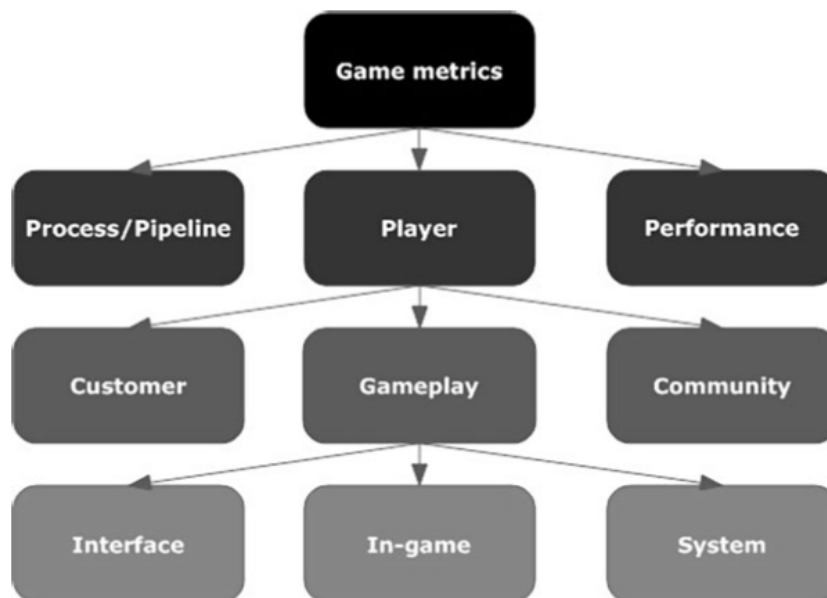 Game metrics
Process/Pipeline
Player
Performance
Customer
Gameplay
Community
Interface
In-game
System